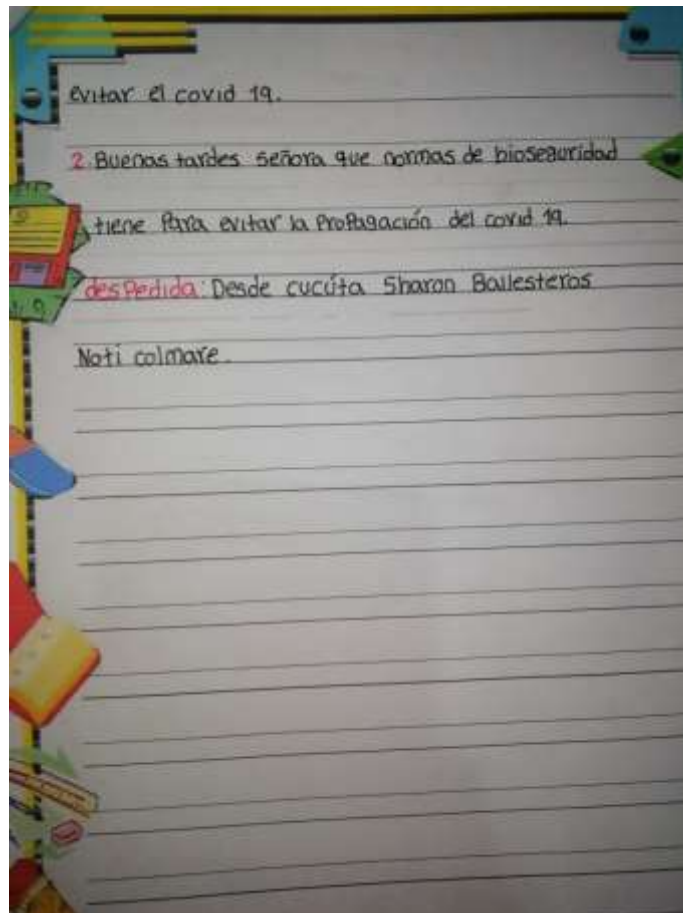 evitar el covid 19.
2 Buenas tardes señora que normas de bioseguridad
tiene Para evitar la Propagación del covid 19.
desPedida: Desde cucúta Sharon Ballesteros
Noti colmare.